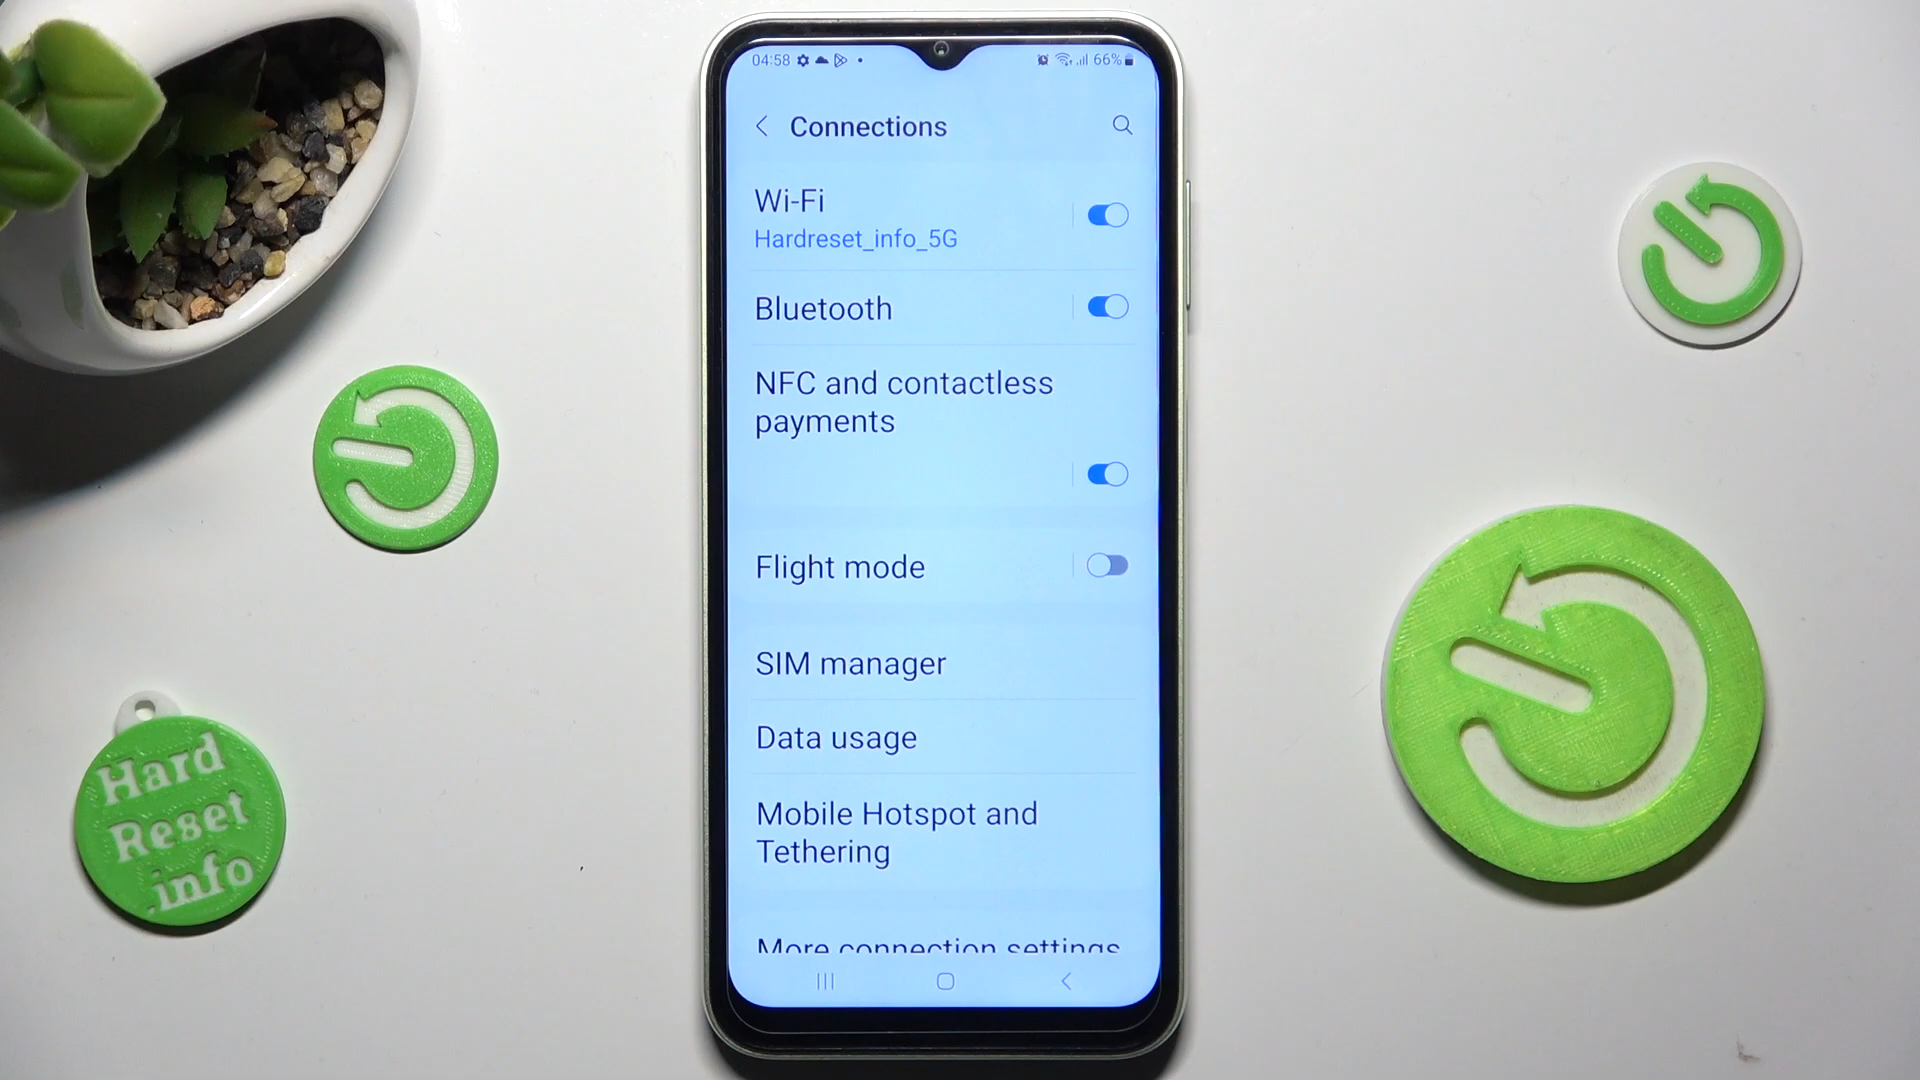 04:58
66%
Connections
Wi-Fi
Hardreset_info_5G
Bluetooth
NFC and contactless
payments
Flight mode
SIM manager
Data usage
Mobile Hotspot and
Tethering
More connection settings
Hard
Reset
.info